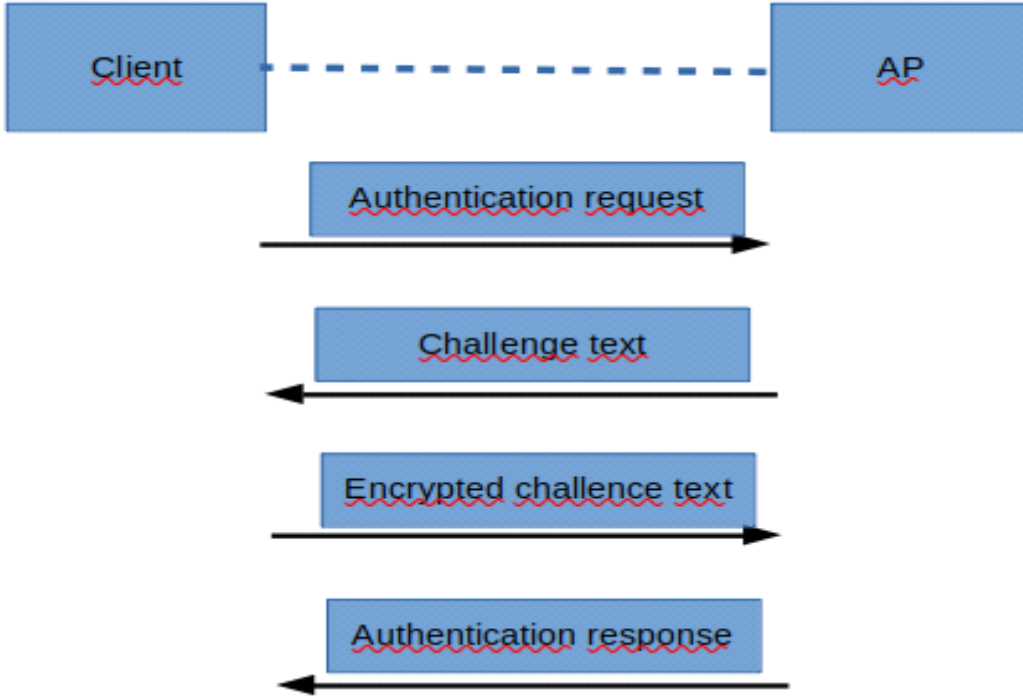 Client
AP
Authentication request
Challenge text
Encrypted challence text
Authentication response